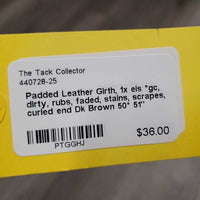 The Tack Collector
440728-25
Padded Leather Girth, 1x els *gc,
dirty, rubs, faded, stains, scrapes,
curled end Dk Brown 50" 51"
$36.00
PTGGHJ